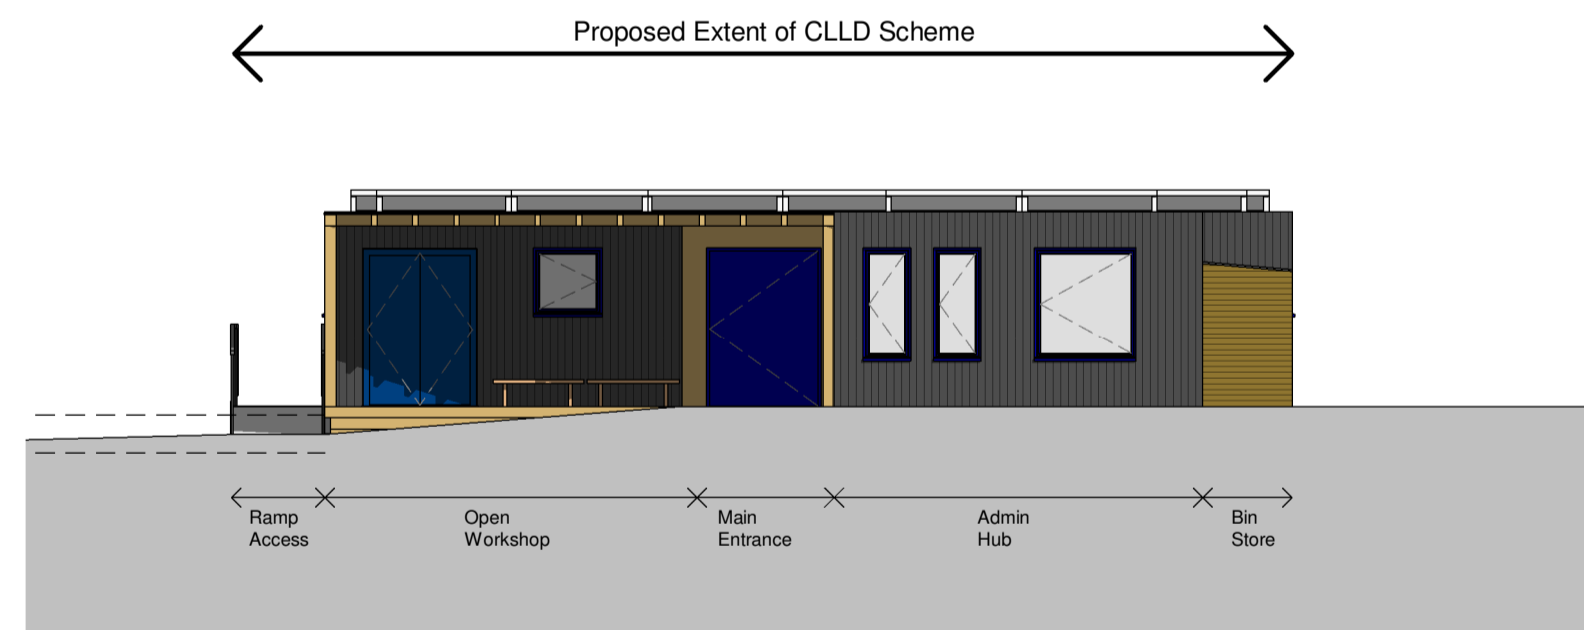 Proposed Extent of CLLD Scheme
Ramp
Access
Open
Workshop
Main
Entrance
Admin
Hub
Bin
Store